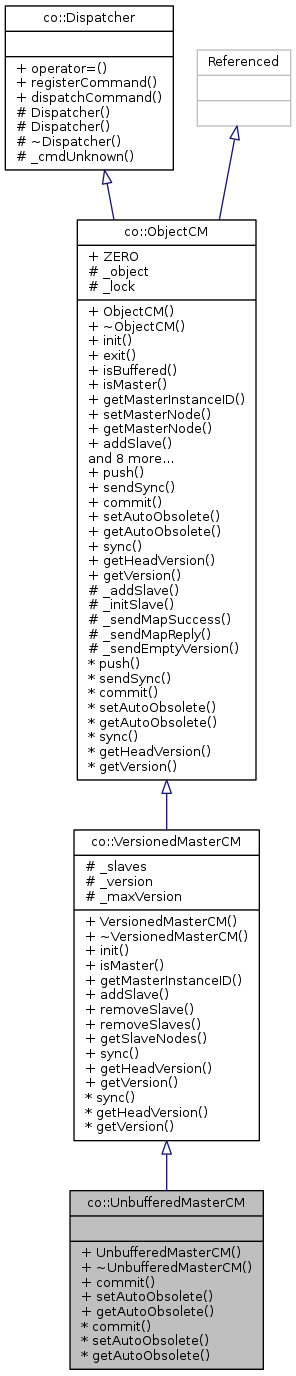 co::Dispatcher
+ operator=()
+ registerCommand()
+ dispatchCommand()
# Dispatcher()
# Dispatcher()
# ~Dispatcher()
# _cmdUnknown()
Referenced
co::ObjectCM
+ ZERO
# _object
# _lock
+ ObjectCM()
+ ~ObjectCM()
+ init()
+ exit()
+ isBuffered()
+ isMaster()
+ getMasterInstanceID()
+ setMasterNode()
+ getMasterNode()
+ addSlave()
and 8 more...
+ push()
+ sendSync()
+ commit()
+ setAutoObsolete()
+ getAutoObsolete()
+ sync()
+ getHeadVersion()
+ getVersion()
# _addSlave()
# _initSlave()
# _sendMapSuccess()
# _sendMapReply()
# _sendEmptyVersion()
* push()
* sendSync()
* commit()
* setAutoObsolete()
* getAutoObsolete()
* sync()
* getHeadVersion()
* getVersion()
co::VersionedMasterCM
# _slaves
# _version
# _maxVersion
+ VersionedMasterCM()
+ ~VersionedMasterCM()
+ init()
+ isMaster()
+ getMasterInstanceID()
+ addSlave()
+ removeSlave()
+ removeSlaves()
+ getSlaveNodes()
+ sync()
+ getHeadVersion()
+ getVersion()
* sync()
* getHeadVersion()
* getVersion()
co::UnbufferedMasterCM
+ UnbufferedMasterCM()
+ ~UnbufferedMasterCM()
+ commit()
+ setAutoObsolete()
+ getAutoObsolete()
* commit()
* setAutoObsolete()
* getAutoObsolete()